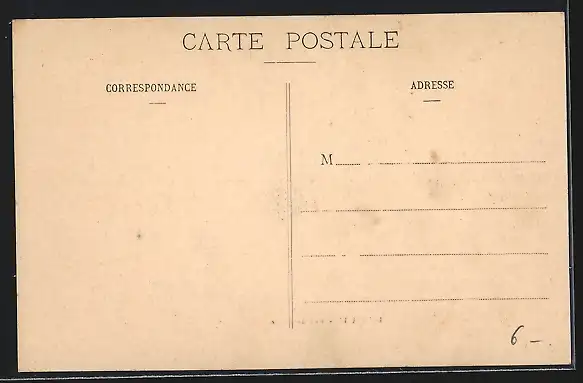 CARTE POSTALE
CORRESPONDANCE
ADRESSE
M
6 -.